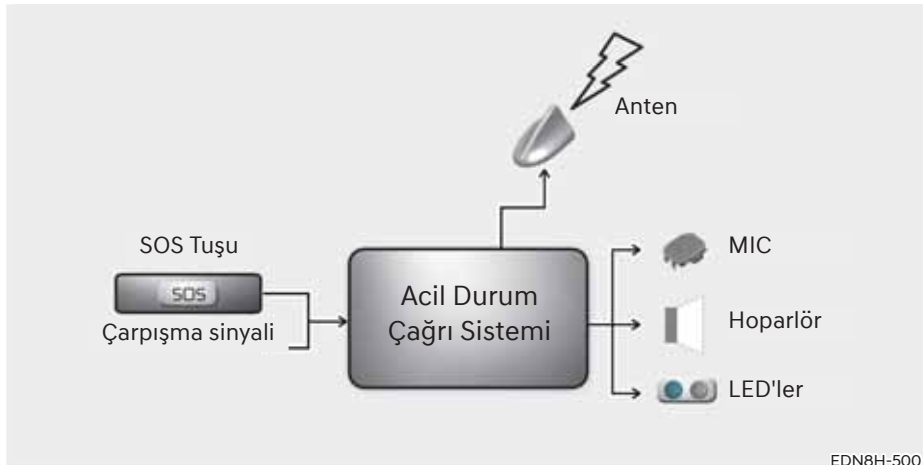 Anten
SOS Tuşu
SOS
Çarpışma sinyali
Acil Durum
Çağrı Sistemi
MIC
Hoparlör
LED'ler
EDN8H-500